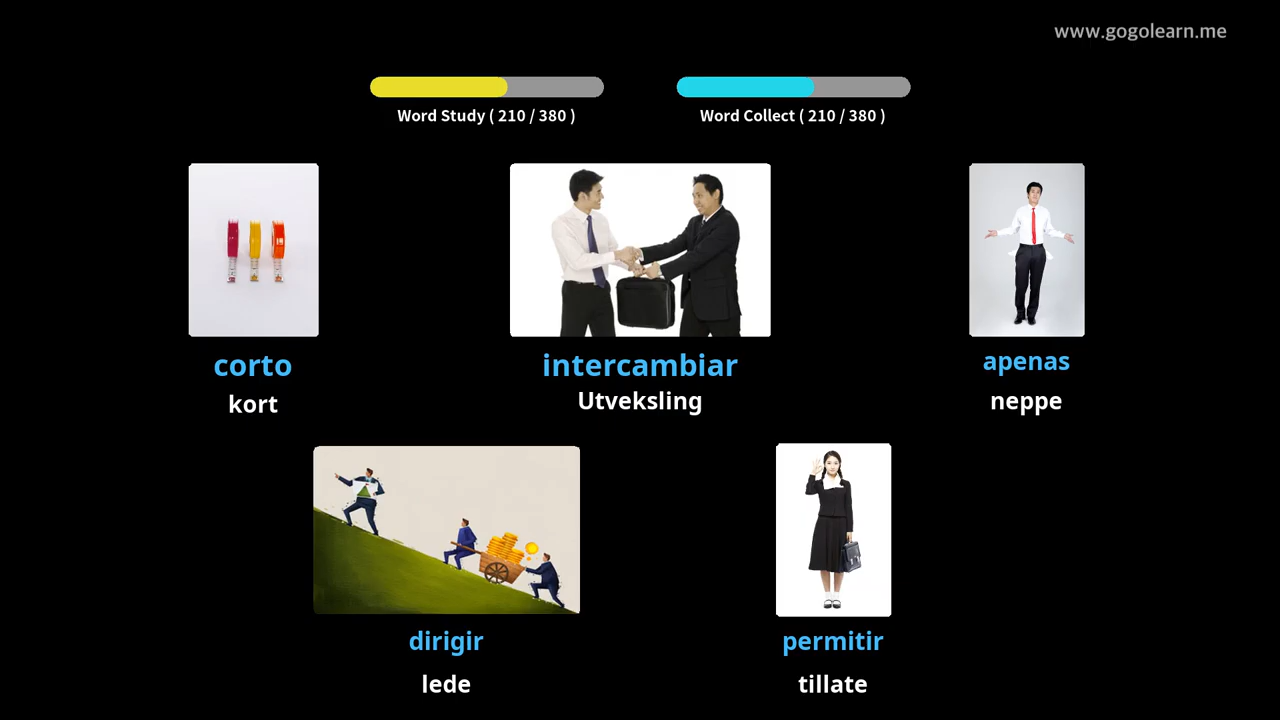 www.gogolearn.me
Word Study ( 210 / 380 )
Word Collect ( 210 / 380 )
corto
kort
intercambiar
Utveksling
apenas
neppe
dirigir
lede
permitir
tillate